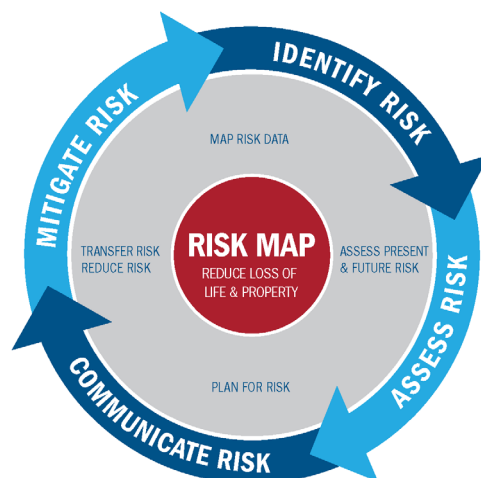 IDENTIFY RISK
MITIGATE RISK
MAP RISK DATA
TRANSFER RISK
REDUCE RISK
RISK MAP
REDUCE LOSS OF
LIFE & PROPERTY
ASSESS PRESENT
& FUTURE RISK
ASSESS RISK
PLAN FOR RISK
COMMUNICATE RISK